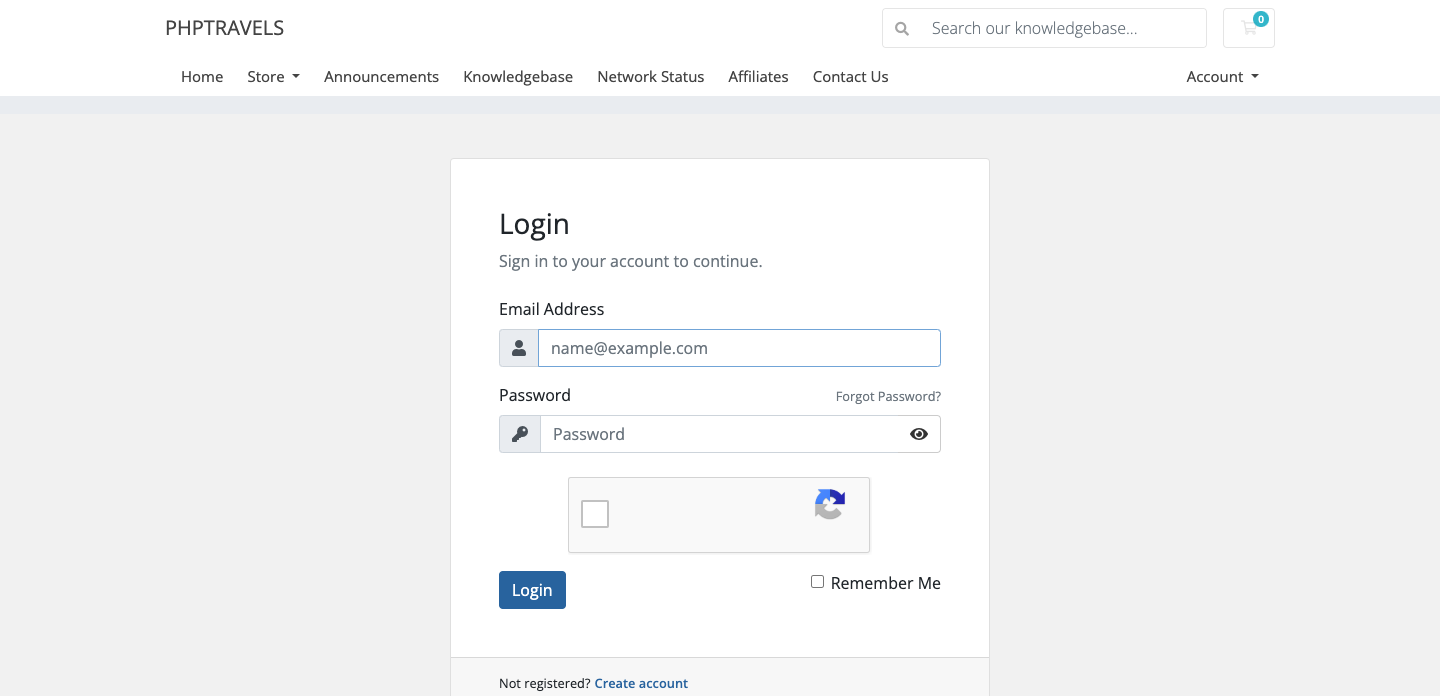 PHPTRAVELS
Search our knowledgebase...
0
Home Store Announcements Knowledgebase Network Status Affiliates Contact Us Account
Login
Sign in to your account to continue.
Email Address
name@example.com
Password Forgot Password?
Password
Login Remember Me
Not registered? Create account